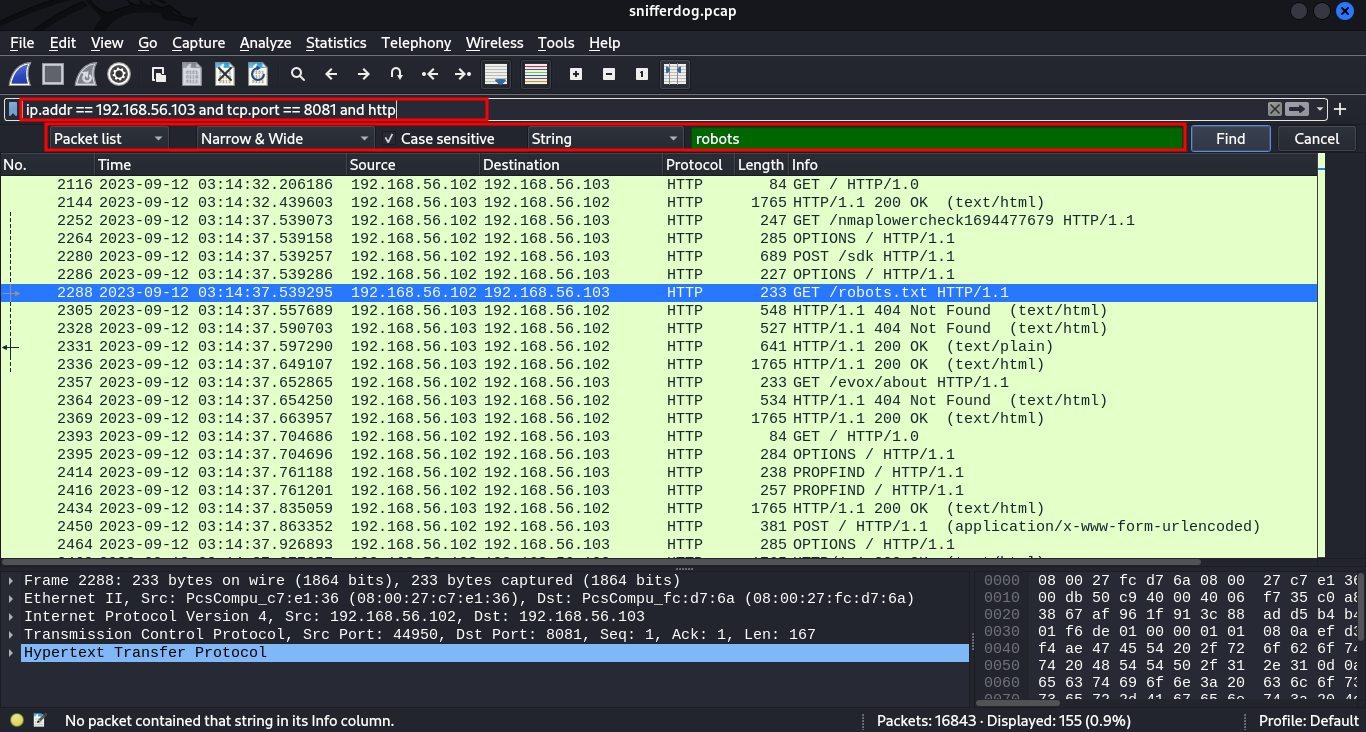 snifferdog.pcap
File Edit View Go Capture Analyze Statistics Telephony Wireless Tools Help
ip.addr == 192.168.56.103 and tcp.port == 8081 and http
Packet list Narrow & Wide Case sensitive String robots Find Cancel
No. Time Source Destination Protocol Length Info
2116 2023-09-12 03:14:32.206186 192.168.56.102 192.168.56.103 HTTP 84 GET / HTTP/1.0
2144 2023-09-12 03:14:32.439603 192.168.56.103 192.168.56.102 HTTP 1765 HTTP/1.1 200 OK (text/html)
2252 2023-09-12 03:14:37.539073 192.168.56.102 192.168.56.103 HTTP 247 GET /nmaplowercheck1694477679 HTTP/1.1
2264 2023-09-12 03:14:37.539158 192.168.56.102 192.168.56.103 HTTP 285 OPTIONS / HTTP/1.1
2280 2023-09-12 03:14:37.539257 192.168.56.102 192.168.56.103 HTTP 689 POST /sdk HTTP/1.1
2286 2023-09-12 03:14:37.539286 192.168.56.102 192.168.56.103 HTTP 227 OPTIONS / HTTP/1.1
2288 2023-09-12 03:14:37.539295 192.168.56.102 192.168.56.103 HTTP 233 GET /robots.txt HTTP/1.1
2305 2023-09-12 03:14:37.557689 192.168.56.103 192.168.56.102 HTTP 548 HTTP/1.1 404 Not Found (text/html)
2328 2023-09-12 03:14:37.590703 192.168.56.103 192.168.56.102 HTTP 527 HTTP/1.1 404 Not Found (text/html)
2331 2023-09-12 03:14:37.597290 192.168.56.103 192.168.56.102 HTTP 641 HTTP/1.1 200 OK (text/plain)
2336 2023-09-12 03:14:37.649107 192.168.56.103 192.168.56.102 HTTP 1765 HTTP/1.1 200 OK (text/html)
2357 2023-09-12 03:14:37.652865 192.168.56.102 192.168.56.103 HTTP 233 GET /evox/about HTTP/1.1
2364 2023-09-12 03:14:37.654250 192.168.56.103 192.168.56.102 HTTP 534 HTTP/1.1 404 Not Found (text/html)
2369 2023-09-12 03:14:37.663957 192.168.56.103 192.168.56.102 HTTP 1765 HTTP/1.1 200 OK (text/html)
2393 2023-09-12 03:14:37.704686 192.168.56.102 192.168.56.103 HTTP 84 GET / HTTP/1.0
2395 2023-09-12 03:14:37.704696 192.168.56.102 192.168.56.103 HTTP 284 OPTIONS / HTTP/1.1
2414 2023-09-12 03:14:37.761188 192.168.56.102 192.168.56.103 HTTP 238 PROPFIND / HTTP/1.1
2416 2023-09-12 03:14:37.761201 192.168.56.102 192.168.56.103 HTTP 257 PROPFIND / HTTP/1.1
2434 2023-09-12 03:14:37.835059 192.168.56.103 192.168.56.102 HTTP 1765 HTTP/1.1 200 OK (text/html)
2450 2023-09-12 03:14:37.863352 192.168.56.102 192.168.56.103 HTTP 381 POST / HTTP/1.1 (application/x-www-form-urlencoded)
2464 2023-09-12 03:14:37.926893 192.168.56.102 192.168.56.103 HTTP 285 OPTIONS / HTTP/1.1
Frame 2288: 233 bytes on wire (1864 bits), 233 bytes captured (1864 bits)
Ethernet II, Src: PcsCompu_c7:e1:36 (08:00:27:c7:e1:36), Dst: PcsCompu_fc:d7:6a (08:00:27:fc:d7:6a)
Internet Protocol Version 4, Src: 192.168.56.102, Dst: 192.168.56.103
Transmission Control Protocol, Src Port: 44950, Dst Port: 8081, Seq: 1, Ack: 1, Len: 167
Hypertext Transfer Protocol
0000 08 00 27 fc d7 6a 08 00 27 c7 e1 36
0010 00 db 50 c9 40 00 40 06 f7 35 c0 a8
0020 38 67 af 96 1f 91 3c 88 ad d5 b4 b4
0030 01 f6 de 01 00 00 01 01 08 0a ef d3
0040 f4 ae 47 45 54 20 2f 72 6f 62 6f 74
0050 74 20 48 54 54 50 2f 31 2e 31 0d 0a
0060 65 63 74 69 6f 6e 3a 20 63 6c 6f 73
0070 73 65 72 2d 41 67 65 6e 74 3a 20
No packet contained that string in its Info column.
Packets: 16843 · Displayed: 155 (0.9%)
Profile: Default